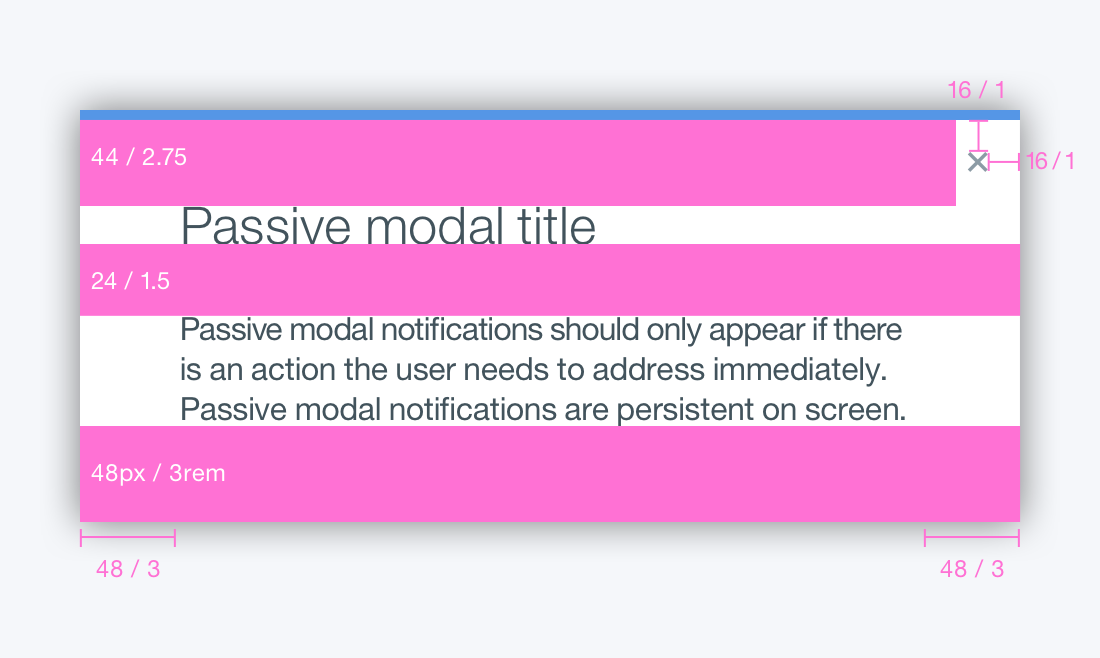 16 / 1
44 / 2.75
16 / 1
Passive modal title
24 / 1.5
Passive modal notifications should only appear if there
is an action the user needs to address immediately.
Passive modal notifications are persistent on screen.
48px / 3rem
48 / 3
48 / 3